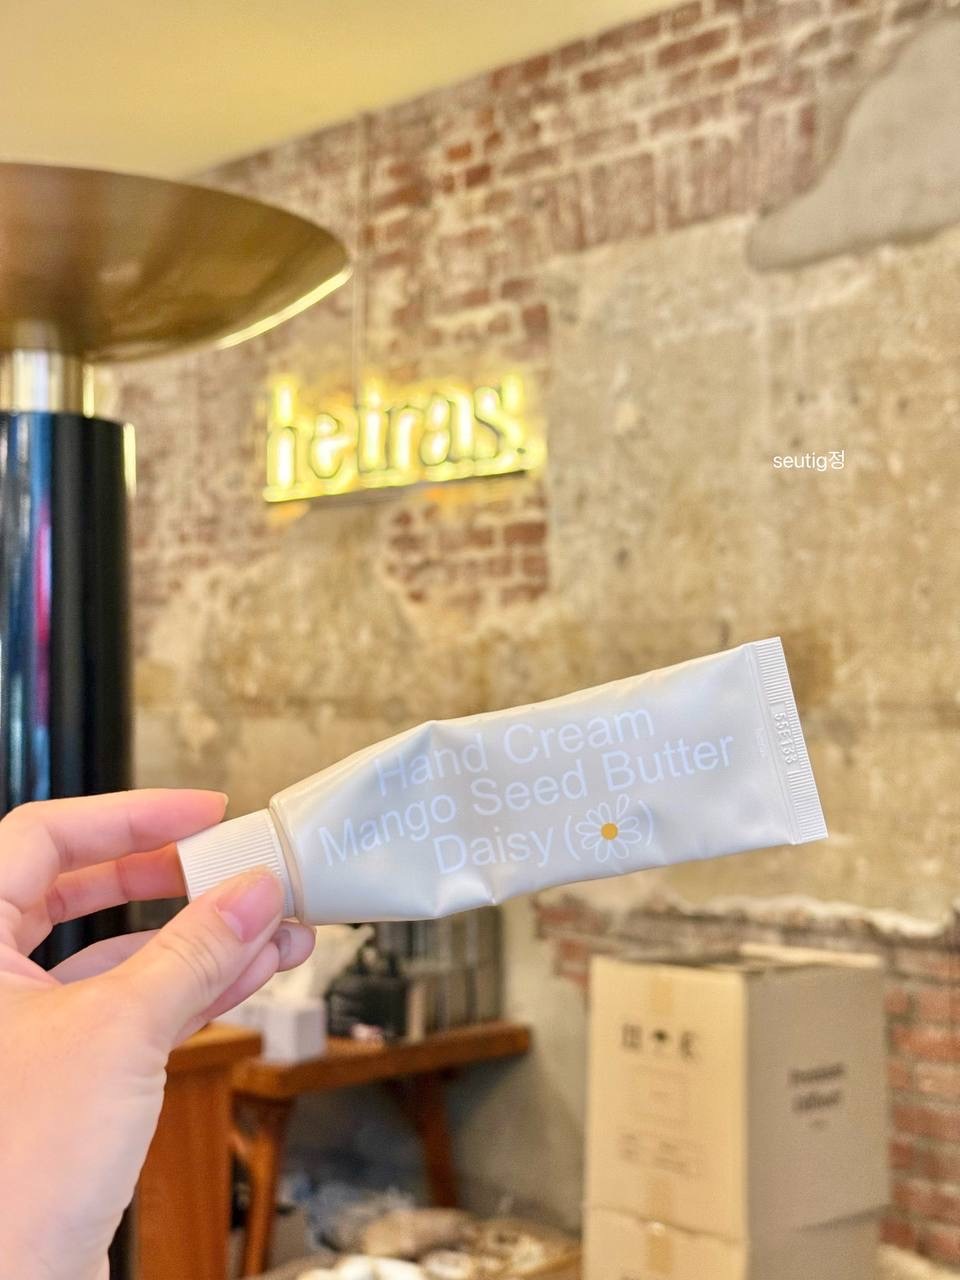 heiras
seutig정
Hand Cream
Mango Seed Butter
Daisy ( )